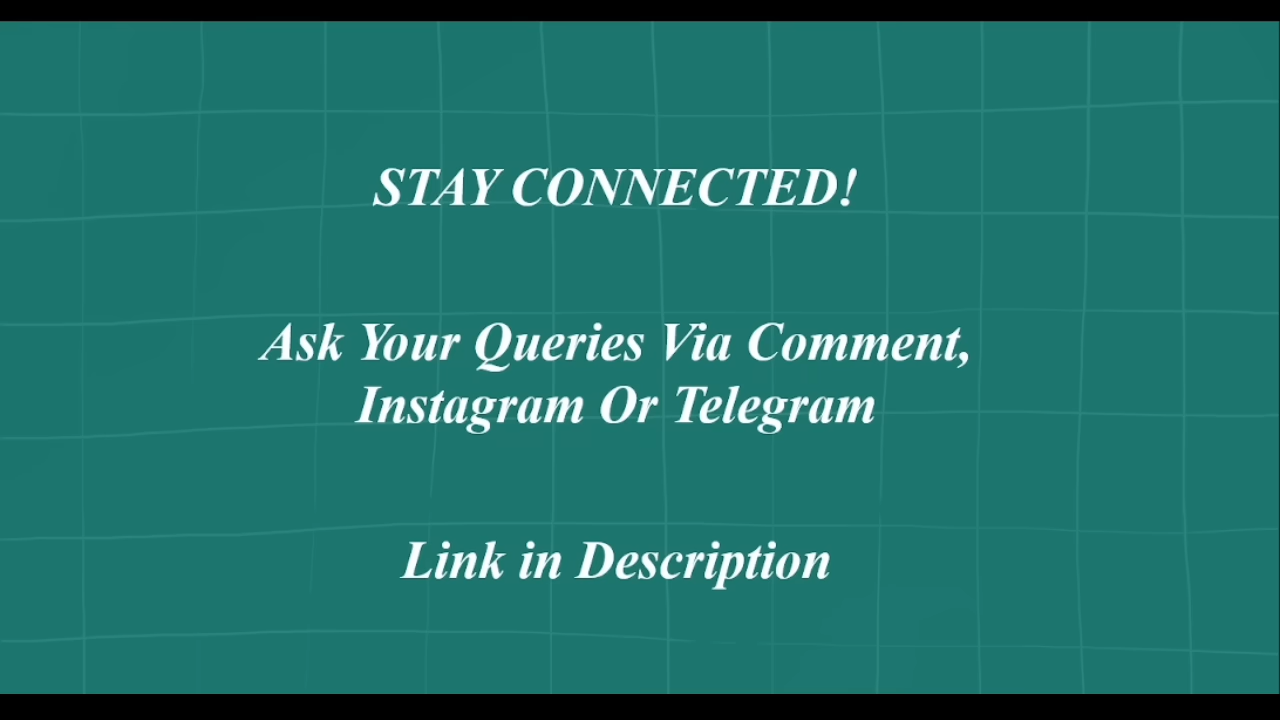 STAY CONNECTED!
Ask Your Queries Via Comment,
Instagram Or Telegram
Link in Description